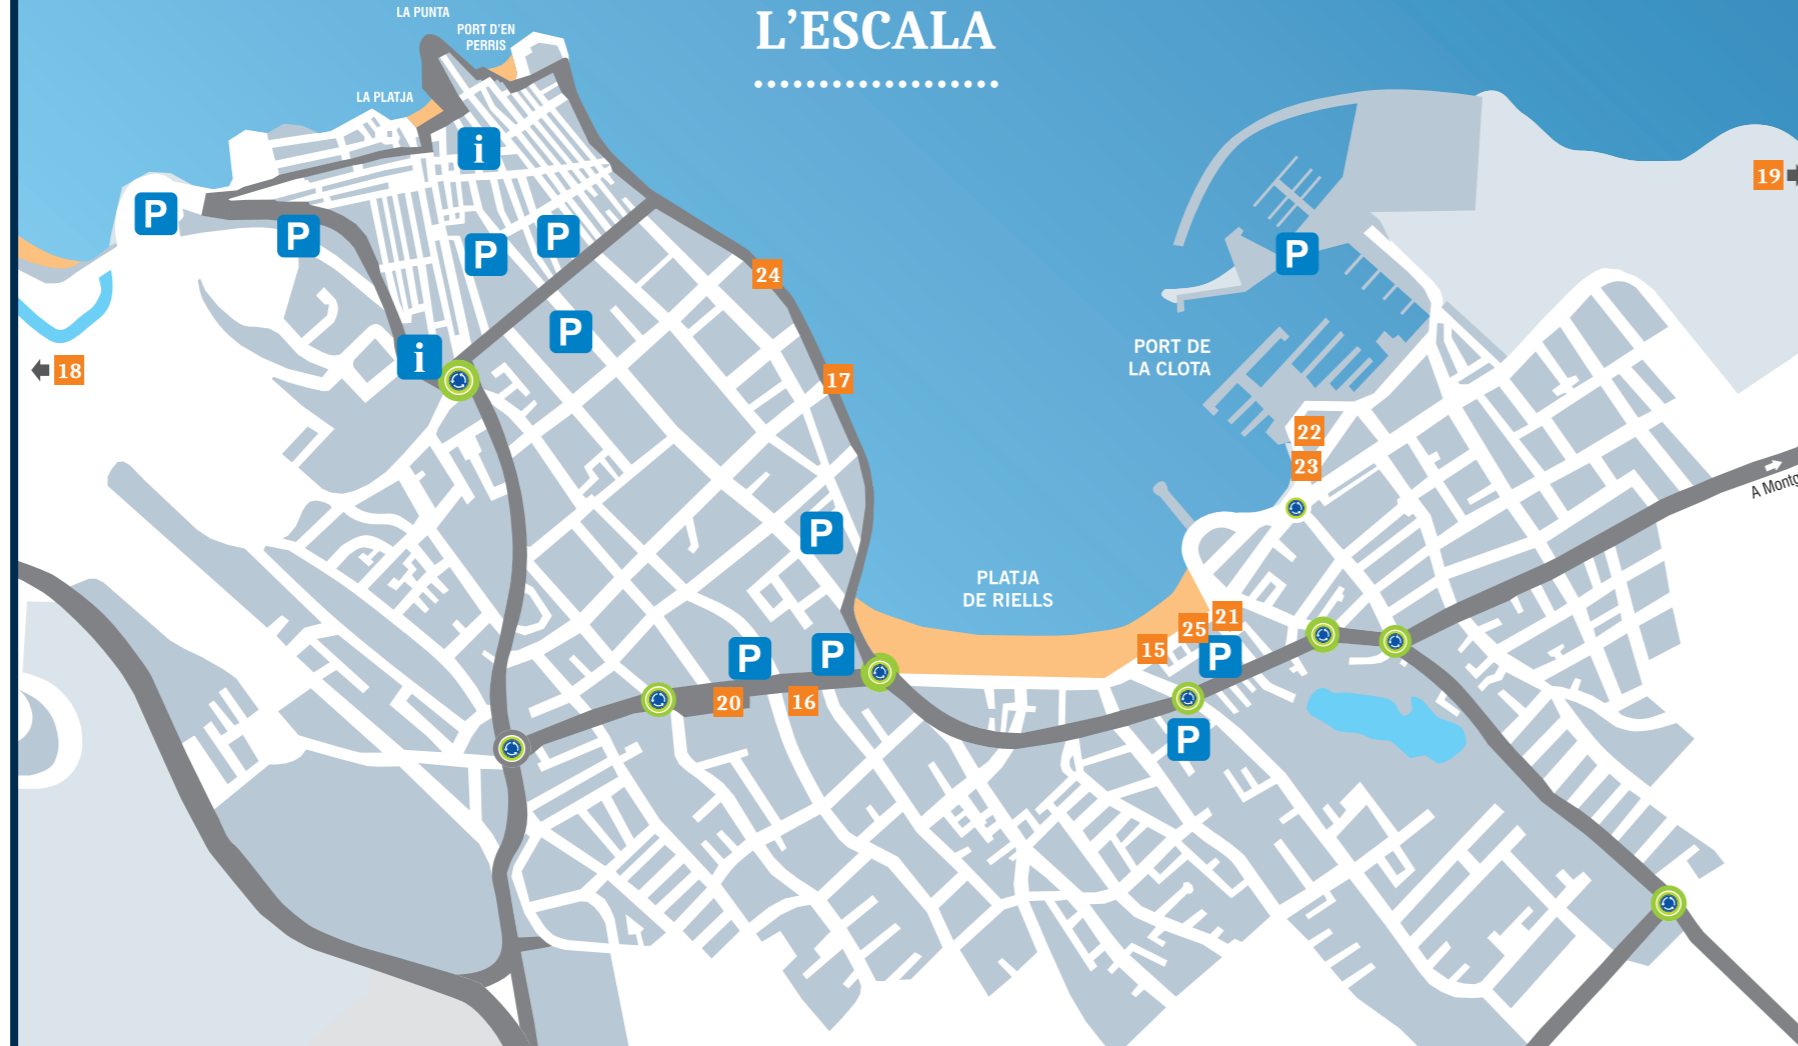 LA PUNTA
PORT D'EN
PERRIS
L'ESCALA
LA PLATJA
i
19
P
P
P
P
P
24
P
PORT DE
LA CLOTA
i
18
17
22
23
A Montg
P
PLATJA
DE RIELLS
21
25
15
P
P
P
20
16
P